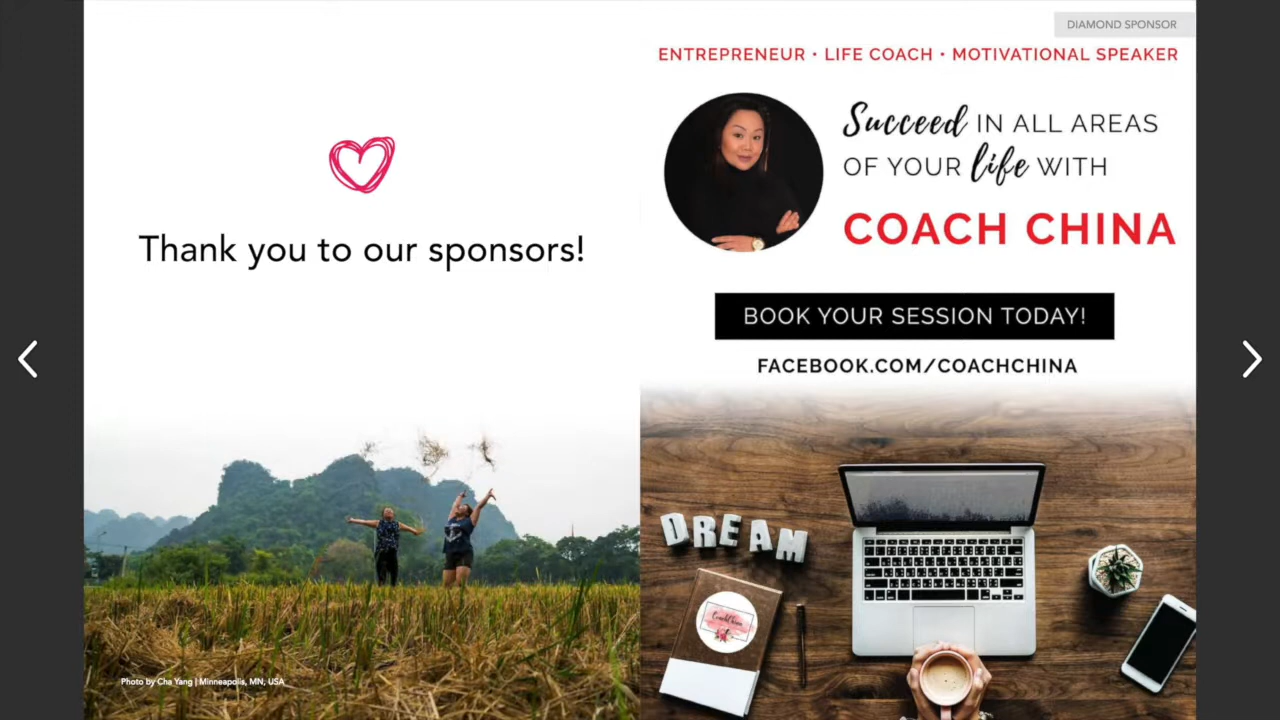 Thank you to our sponsors!
Photo by Cha Yang | Minneapolis, MN, USA
DIAMOND SPONSOR
ENTREPRENEUR • LIFE COACH • MOTIVATIONAL SPEAKER
Succeed IN ALL AREAS
OF YOUR life WITH
COACH CHINA
BOOK YOUR SESSION TODAY!
FACEBOOK.COM/COACHCHINA
DREAM
CoachChina